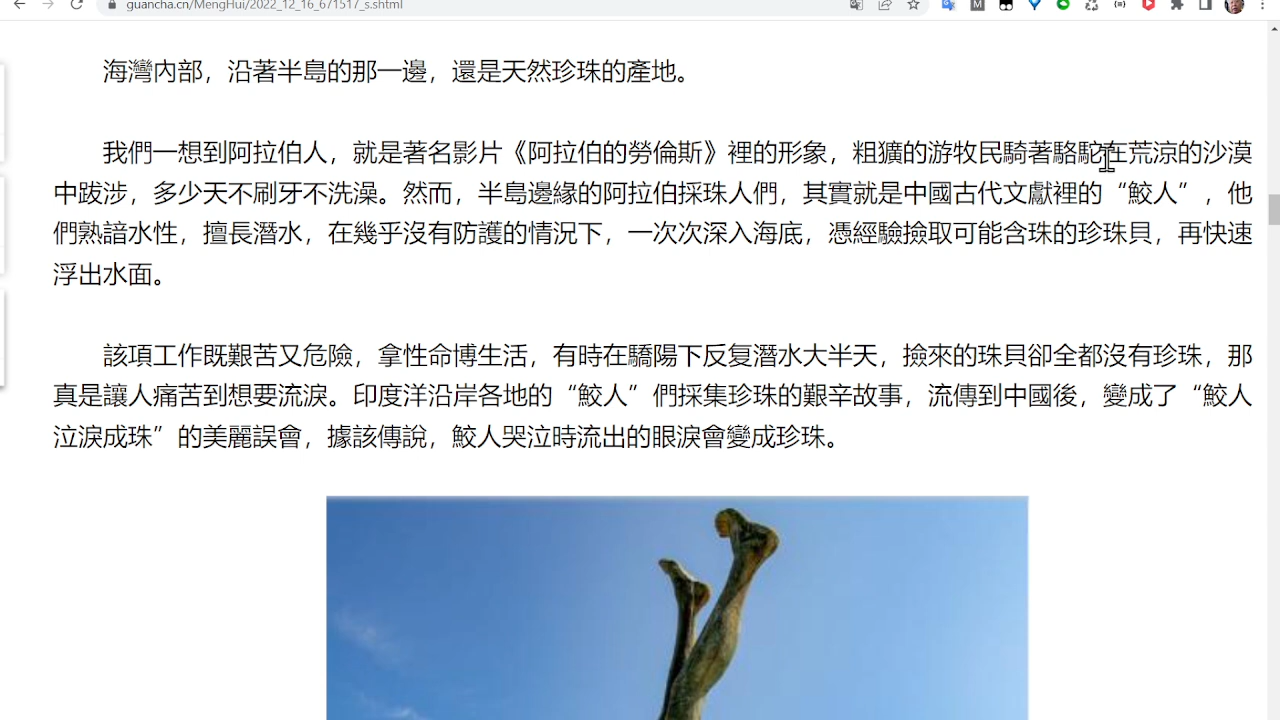 guancha.cn/MengHui/2022_12_16_671517_s.shtml
海灣內部，沿著半島的那一邊，還是天然珍珠的產地。
我們一想到阿拉伯人，就是著名影片《阿拉伯的勞倫斯》裡的形象，粗獷的游牧民騎著駱駝在荒涼的沙漠
中跋涉，多少天不刷牙不洗澡。然而，半島邊緣的阿拉伯採珠人們，其實就是中國古代文獻裡的“鮫人”，他
們熟諳水性，擅長潛水，在幾乎沒有防護的情況下，一次次深入海底，憑經驗撿取可能含珠的珍珠貝，再快速
浮出水面。
該項工作既艱苦又危險，拿性命博生活，有時在驕陽下反复潛水大半天，撿來的珠貝卻全都沒有珍珠，那
真是讓人痛苦到想要流淚。印度洋沿岸各地的“鮫人”們採集珍珠的艱辛故事，流傳到中國後，變成了“鮫人
泣淚成珠”的美麗誤會，據該傳說，鮫人哭泣時流出的眼淚會變成珍珠。